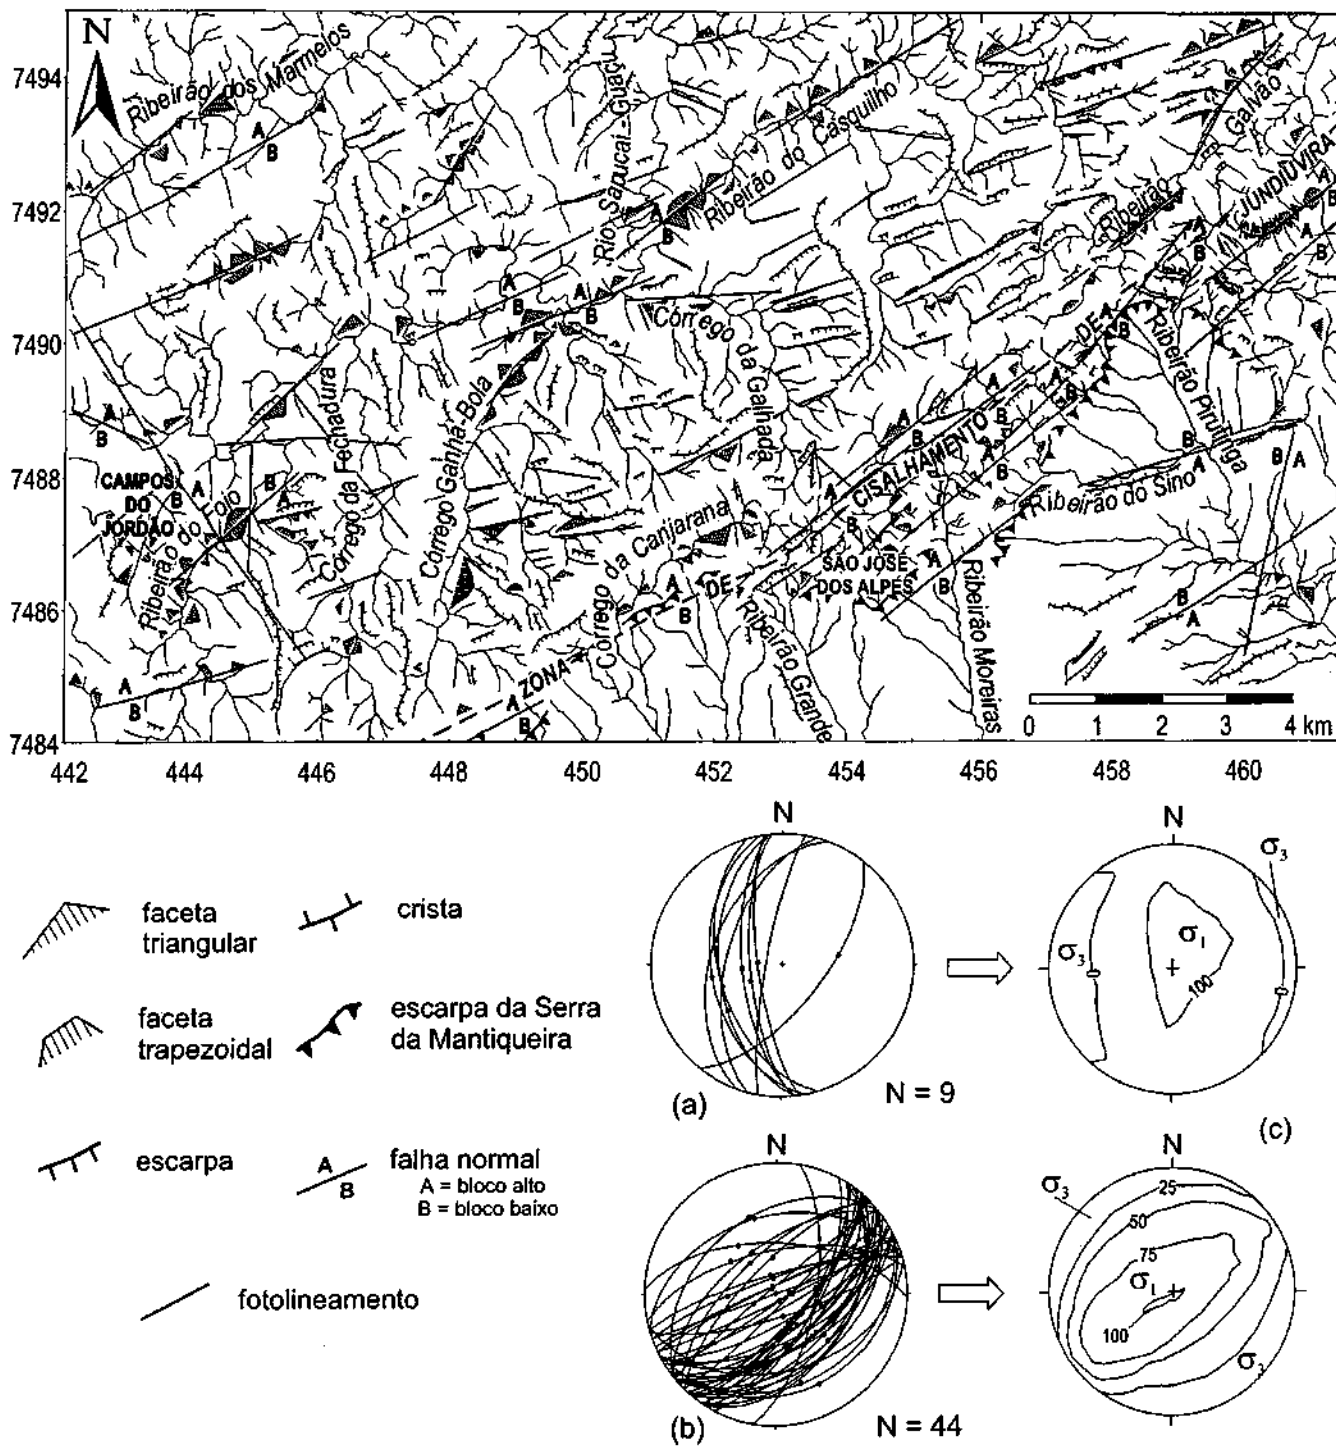 N
7494
7492
7490
7488
7486
7484
442
444
446
448
450
452
454
456
458
460
Ribeirão dos Marmelos
Rio Sapucaí-Guaçu
Ribeirão do Casquilho
Ribeirão Galvão
JUNDIUVIRA
Córrego da Galhada
Ribeirão Pirutinga
Córrego da Fechadura
Córrego Ganha-Bola
CAMPOS
DO
JORDÃO
Ribeirão do
Córrego da Canjarana
ZONA DE CISALHAMENTO DE
SÃO JOSÉ
DOS ALPES
Ribeirão do Sino
Ribeirão Grande
Ribeirão Moreiras
A
B
0 1 2 3 4 km
faceta
triangular
crista
faceta
trapezoidal
escarpa da Serra
da Mantiqueira
escarpa
A
B
falha normal
A = bloco alto
B = bloco baixo
fotolineamento
N
(a)
N = 9
N
σ3
σ1
σ3
100
(c)
N
(b)
N = 44
N
σ3
25
50
75
σ1
100
σ3